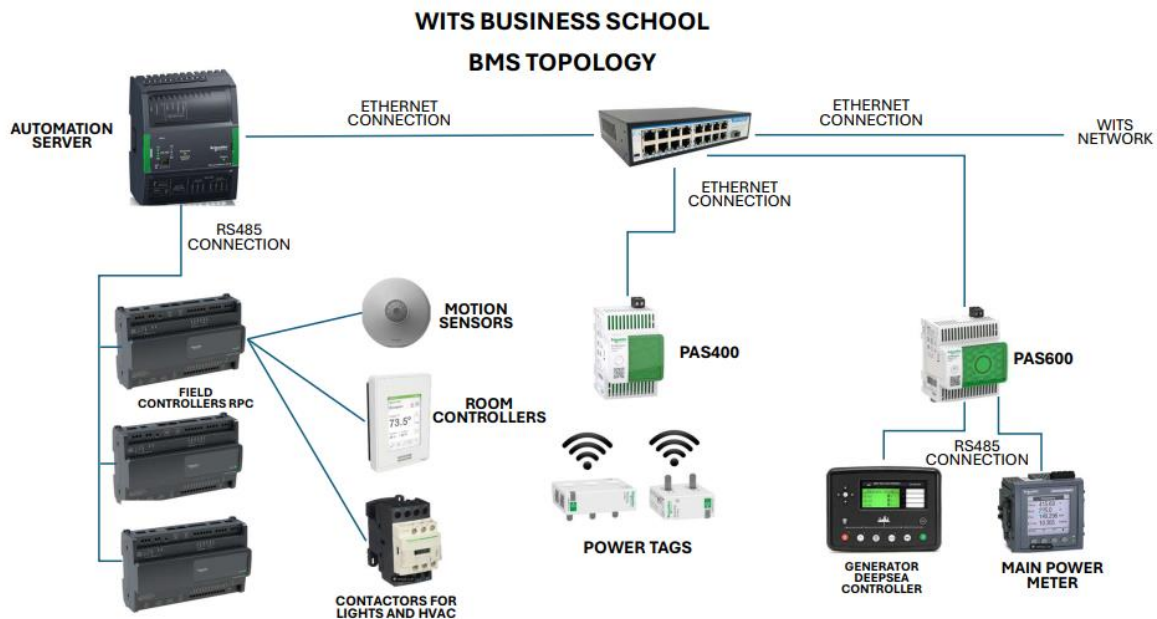 WITS BUSINESS SCHOOL
BMS TOPOLOGY
AUTOMATION
SERVER
ETHERNET
CONNECTION
ETHERNET
CONNECTION
WITS
NETWORK
ETHERNET
CONNECTION
RS485
CONNECTION
MOTION
SENSORS
PAS400
PAS600
FIELD
CONTROLLERS RPC
ROOM
CONTROLLERS
73.5°
RS485
CONNECTION
POWER TAGS
GENERATOR
DEEPSEA
CONTROLLER
MAIN POWER
METER
CONTACTORS FOR
LIGHTS AND HVAC